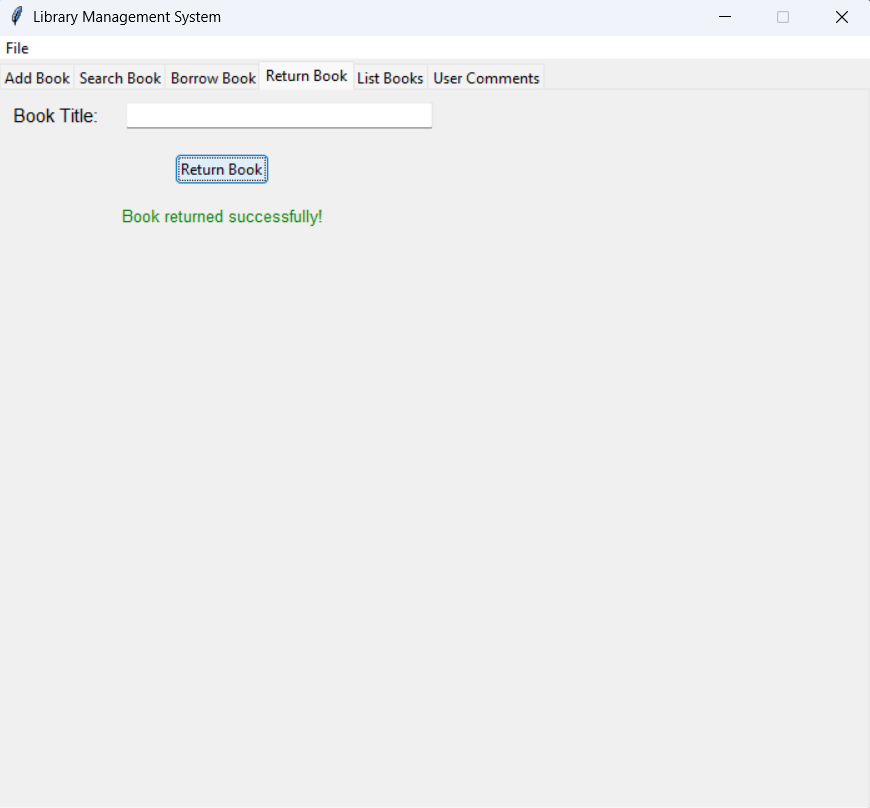 Library Management System
File
Add Book Search Book Borrow Book Return Book List Books User Comments
Book Title:
Return Book
Book returned successfully!